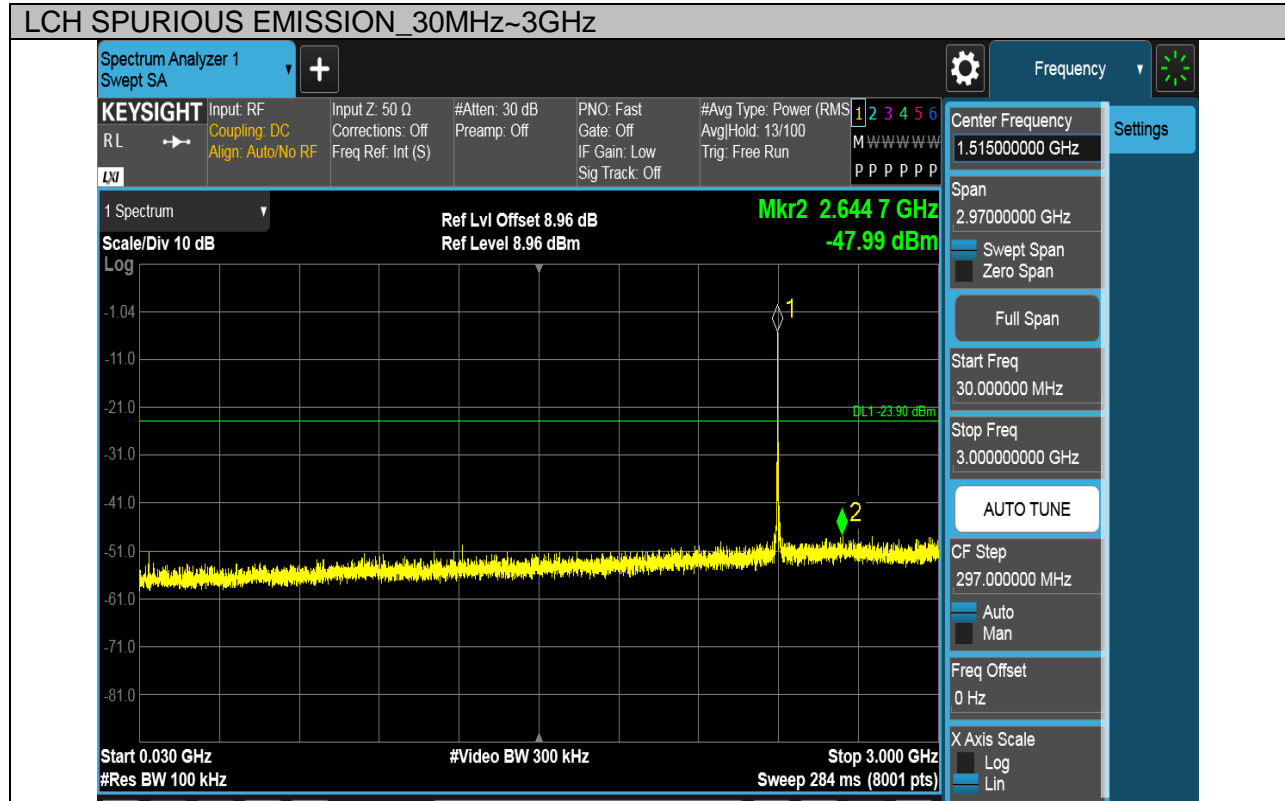 LCH SPURIOUS EMISSION_30MHz~3GHz
Spectrum Analyzer 1
Swept SA
+
Frequency
KEYSIGHT
RL
LXI
Input: RF
Coupling: DC
Align: Auto/No RF
Input Z: 50 Ω
Corrections: Off
Freq Ref: Int (S)
#Atten: 30 dB
Preamp: Off
PNO: Fast
Gate: Off
IF Gain: Low
Sig Track: Off
#Avg Type: Power (RMS
Avg|Hold: 13/100
Trig: Free Run
1 2 3 4 5 6
M W W W W W
P P P P P P
1 Spectrum
Scale/Div 10 dB
Log
Ref Lvl Offset 8.96 dB
Ref Level 8.96 dBm
Mkr2 2.644 7 GHz
-47.99 dBm
-1.04
-11.0
-21.0
-31.0
-41.0
-51.0
-61.0
-71.0
-81.0
1
DL1 -23.90 dBm
2
Start 0.030 GHz
#Res BW 100 kHz
#Video BW 300 kHz
Stop 3.000 GHz
Sweep 284 ms (8001 pts)
Center Frequency
1.515000000 GHz
Settings
Span
2.97000000 GHz
Swept Span
Zero Span
Full Span
Start Freq
30.000000 MHz
Stop Freq
3.000000000 GHz
AUTO TUNE
CF Step
297.000000 MHz
Auto
Man
Freq Offset
0 Hz
X Axis Scale
Log
Lin